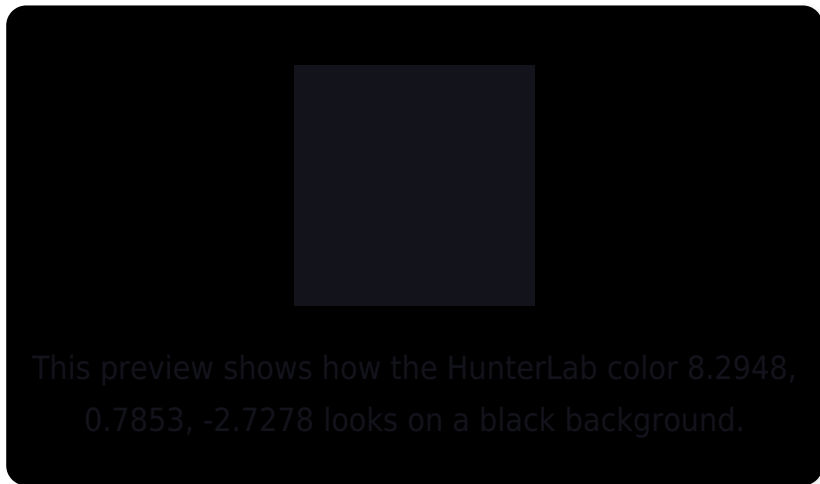 This preview shows how the HunterLab color 8.2948,
0.7853, -2.7278 looks on a black background.